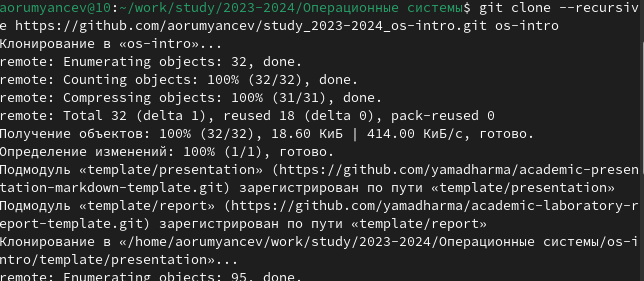 aorumyancev@10:~/work/study/2023-2024/Операционные системы$ git clone --recursiv
e https://github.com/aorumyancev/study_2023-2024_os-intro.git os-intro
Клонирование в «os-intro»...
remote: Enumerating objects: 32, done.
remote: Counting objects: 100% (32/32), done.
remote: Compressing objects: 100% (31/31), done.
remote: Total 32 (delta 1), reused 18 (delta 0), pack-reused 0
Получение объектов: 100% (32/32), 18.60 КиБ | 414.00 КиБ/с, готово.
Определение изменений: 100% (1/1), готово.
Подмодуль «template/presentation» (https://github.com/yamadharma/academic-presen
tation-markdown-template.git) зарегистрирован по пути «template/presentation»
Подмодуль «template/report» (https://github.com/yamadharma/academic-laboratory-r
eport-template.git) зарегистрирован по пути «template/report»
Клонирование в «/home/aorumyancev/work/study/2023-2024/Операционные системы/os-i
ntro/template/presentation»...
remote: Enumerating objects: 95, done.